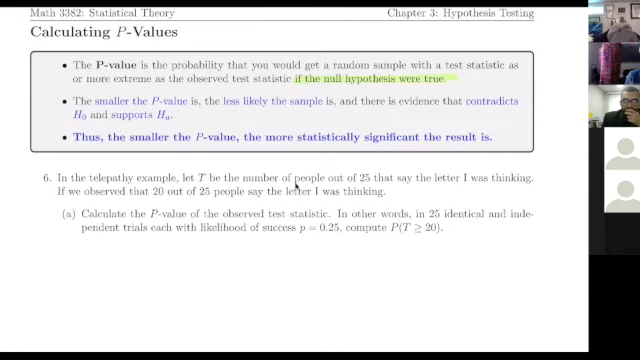 Math 3382: Statistical Theory
Chapter 3: Hypothesis Testing
Calculating P-Values
• The P-value is the probability that you would get a random sample with a test statistic as
or more extreme as the observed test statistic if the null hypothesis were true.
• The smaller the P-value is, the less likely the sample is, and there is evidence that contradicts
H₀ and supports Hₐ.
• Thus, the smaller the P-value, the more statistically significant the result is.
6. In the telepathy example, let T be the number of people out of 25 that say the letter I was thinking.
If we observed that 20 out of 25 people say the letter I was thinking.
(a) Calculate the P-value of the observed test statistic. In other words, in 25 identical and inde-
pendent trials each with likelihood of success p = 0.25, compute P(T ≥ 20).